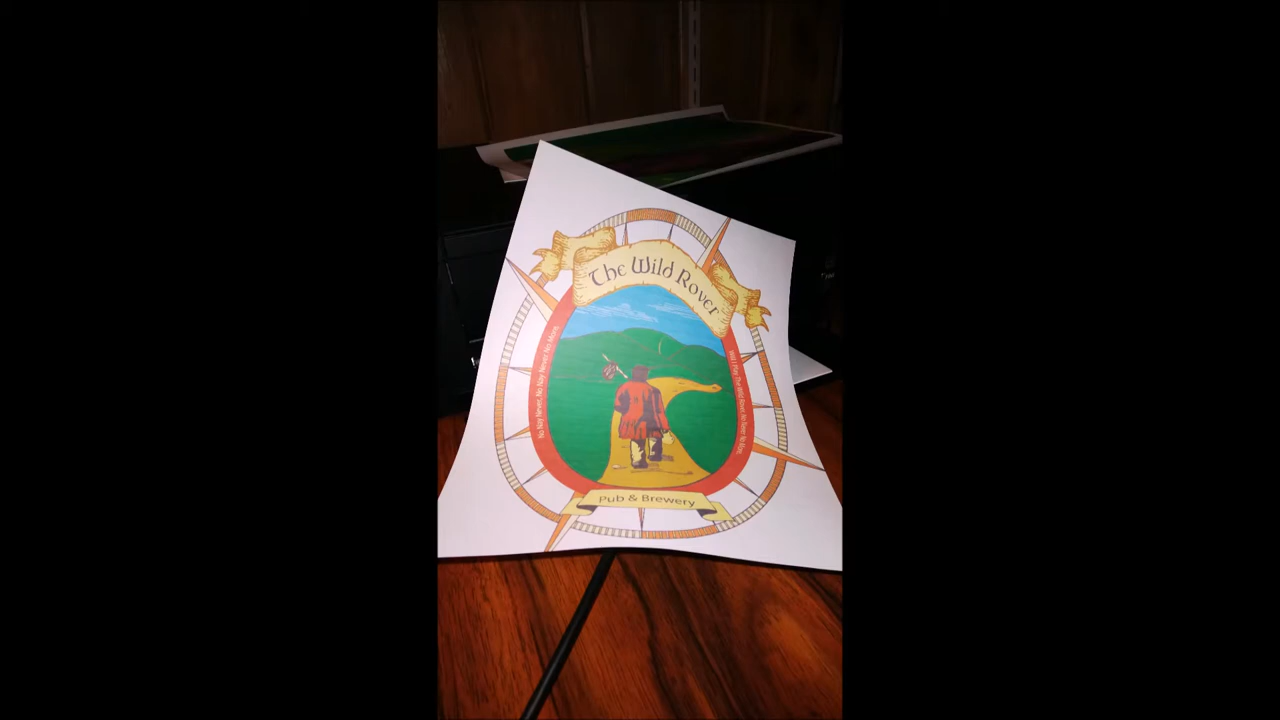 The Wild Rover
No Nay Never, No Nay Never No More,
Will I Play The Wild Rover, No Never No More.
Pub & Brewery